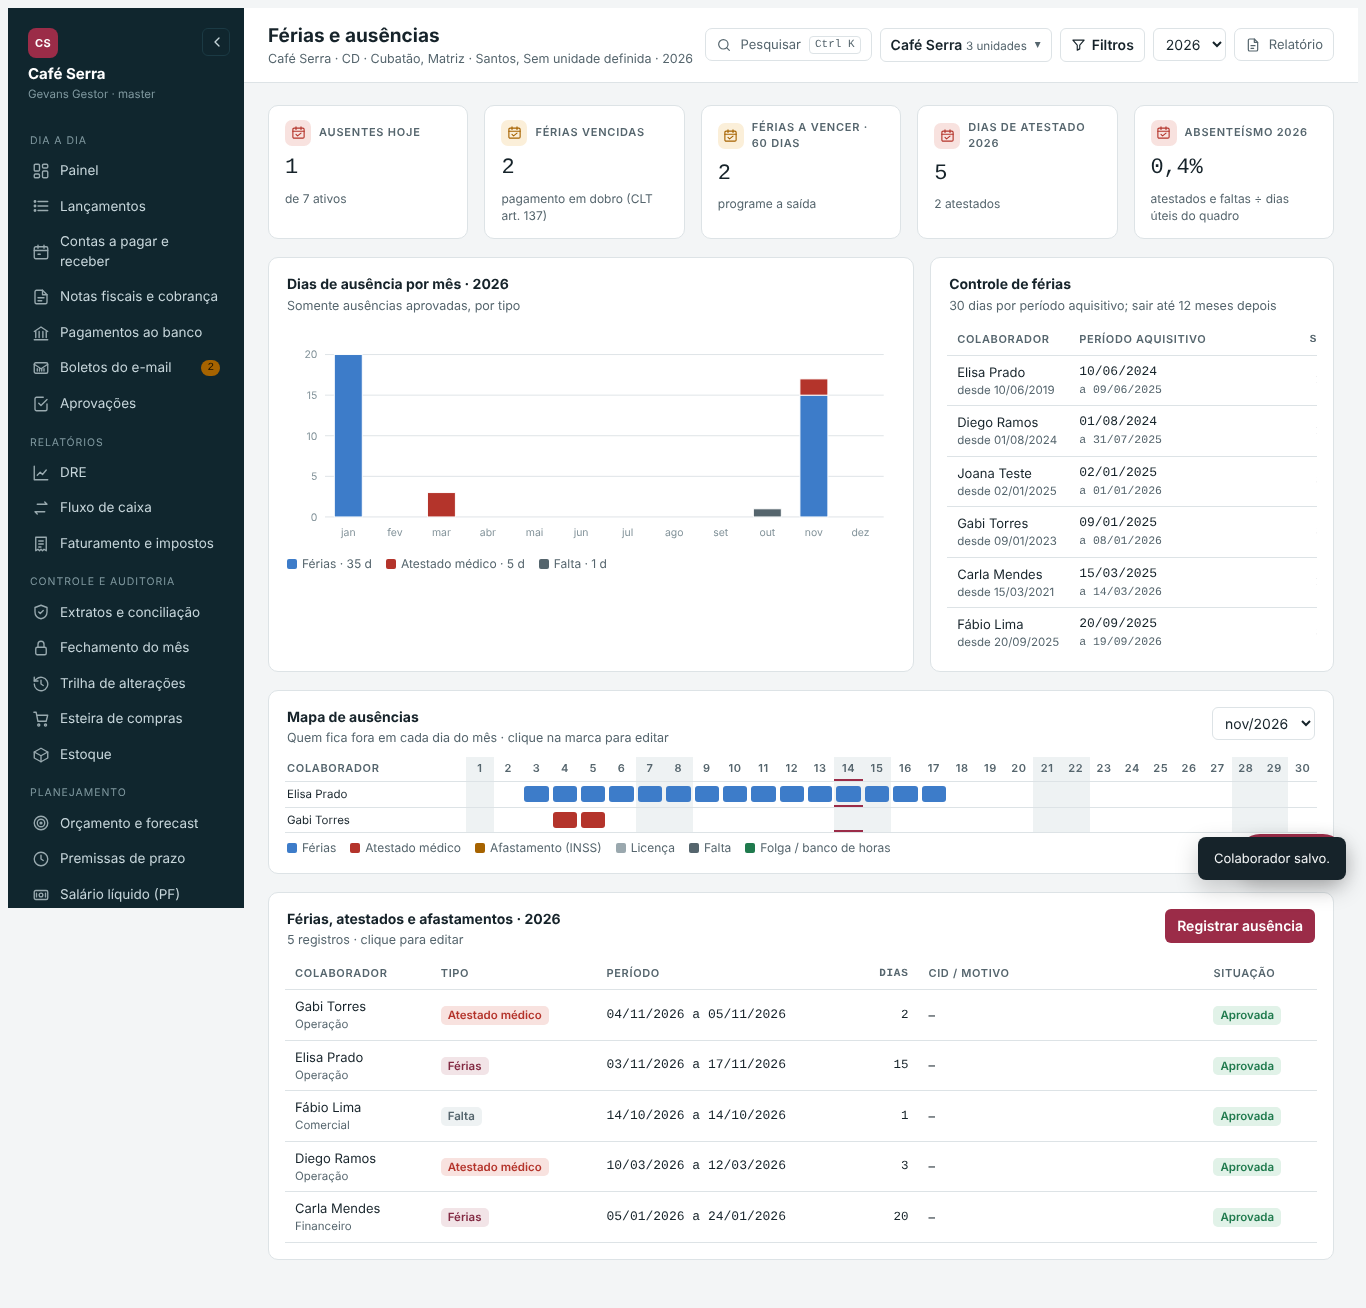 CS
Café Serra
Gevans Gestor · master
DIA A DIA
Painel
Lançamentos
Contas a pagar e
receber
Notas fiscais e cobrança
Pagamentos ao banco
Boletos do e-mail 2
Aprovações
RELATÓRIOS
DRE
Fluxo de caixa
Faturamento e impostos
CONTROLE E AUDITORIA
Extratos e conciliação
Fechamento do mês
Trilha de alterações
Esteira de compras
Estoque
PLANEJAMENTO
Orçamento e forecast
Premissas de prazo
Salário líquido (PF)
Férias e ausências
Café Serra · CD · Cubatão, Matriz · Santos, Sem unidade definida · 2026
Pesquisar Ctrl K
Café Serra 3 unidades ▼
Filtros
2026
Relatório
AUSENTES HOJE
1
de 7 ativos
FÉRIAS VENCIDAS
2
pagamento em dobro (CLT
art. 137)
FÉRIAS A VENCER ·
60 DIAS
2
programe a saída
DIAS DE ATESTADO
2026
5
2 atestados
ABSENTEÍSMO 2026
0,4%
atestados e faltas ÷ dias
úteis do quadro
Dias de ausência por mês · 2026
Somente ausências aprovadas, por tipo
20
15
10
5
0
jan fev mar abr mai jun jul ago set out nov dez
Férias · 35 d Atestado médico · 5 d Falta · 1 d
Controle de férias
30 dias por período aquisitivo; sair até 12 meses depois
COLABORADOR PERÍODO AQUISITIVO S
Elisa Prado 10/06/2024
desde 10/06/2019 a 09/06/2025
Diego Ramos 01/08/2024
desde 01/08/2024 a 31/07/2025
Joana Teste 02/01/2025
desde 02/01/2025 a 01/01/2026
Gabi Torres 09/01/2025
desde 09/01/2023 a 08/01/2026
Carla Mendes 15/03/2025
desde 15/03/2021 a 14/03/2026
Fábio Lima 20/09/2025
desde 20/09/2025 a 19/09/2026
Mapa de ausências
Quem fica fora em cada dia do mês · clique na marca para editar
nov/2026
COLABORADOR 1 2 3 4 5 6 7 8 9 10 11 12 13 14 15 16 17 18 19 20 21 22 23 24 25 26 27 28 29 30
Elisa Prado
Gabi Torres
Férias Atestado médico Afastamento (INSS) Licença Falta Folga / banco de horas
Colaborador salvo.
Férias, atestados e afastamentos · 2026
5 registros · clique para editar
Registrar ausência
COLABORADOR TIPO PERÍODO DIAS CID / MOTIVO SITUAÇÃO
Gabi Torres
Operação
Atestado médico 04/11/2026 a 05/11/2026 2 – Aprovada
Elisa Prado
Operação
Férias 03/11/2026 a 17/11/2026 15 – Aprovada
Fábio Lima
Comercial
Falta 14/10/2026 a 14/10/2026 1 – Aprovada
Diego Ramos
Operação
Atestado médico 10/03/2026 a 12/03/2026 3 – Aprovada
Carla Mendes
Financeiro
Férias 05/01/2026 a 24/01/2026 20 – Aprovada